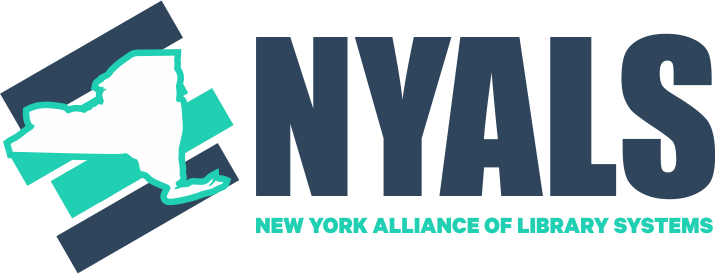 NYALS
NEW YORK ALLIANCE OF LIBRARY SYSTEMS